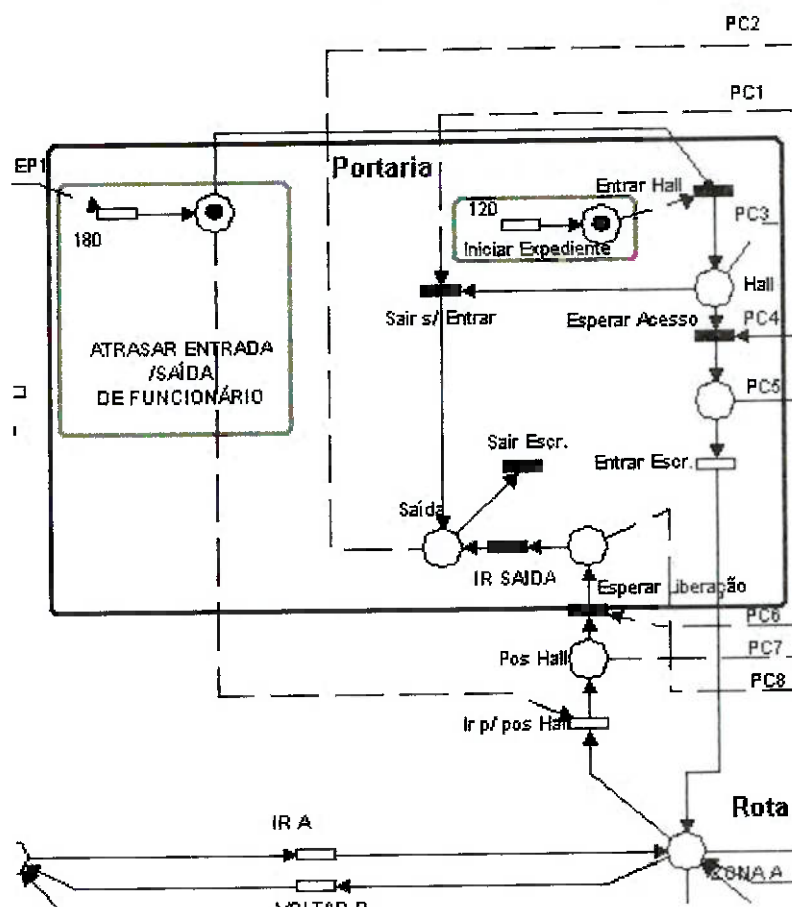 PC2
PC1
EP1
Portaria
Entrar Hall
180
120
PC3
Iniciar Expediente
Hall
Sair s/ Entrar
Esperar Acesso
PC4
ATRASAR ENTRADA
/SAÍDA
DE FUNCIONÁRIO
PC5
Sair Escr.
Entrar Escr.
Saída
IR SAIDA
Esperar Liberação
PC6
Pos Hall
PC7
PC8
Ir p/ pos Hall
Rota
IR A
ZONA A